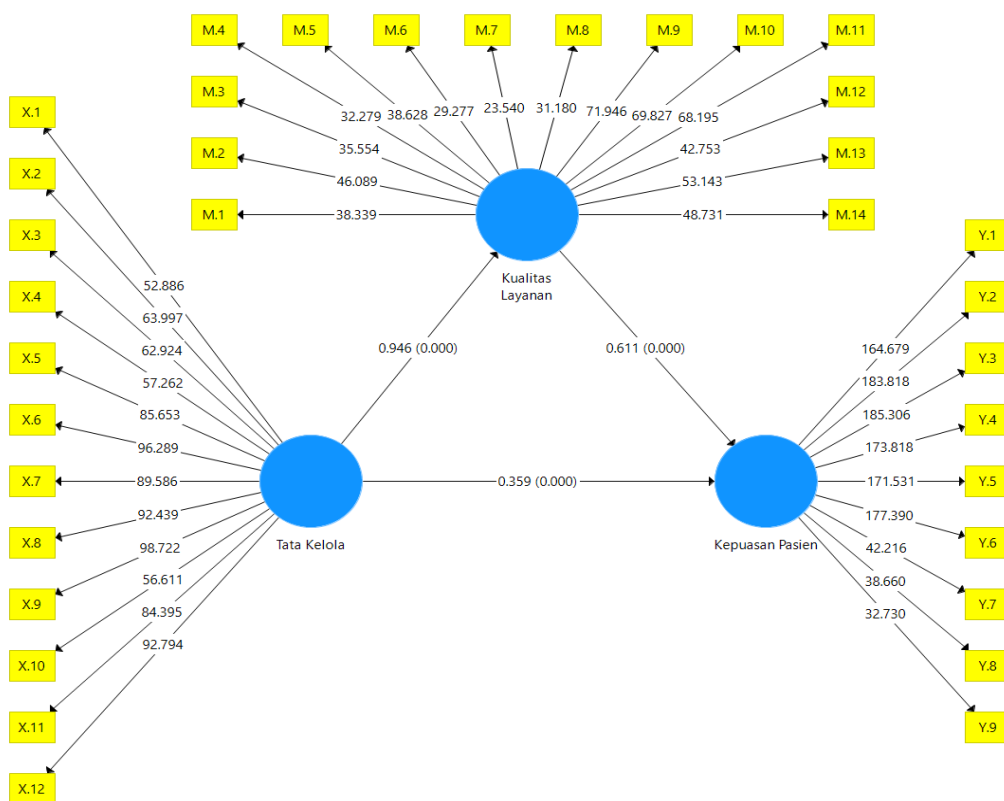 M.4
M.5
M.6
M.7
M.8
M.9
M.10
M.11
M.3
M.12
M.2
M.13
M.1
M.14
32.279
38.628
29.277
23.540
31.180
71.946
69.827
68.195
35.554
42.753
46.089
53.143
38.339
48.731
Kualitas
Layanan
X.1
X.2
X.3
X.4
X.5
X.6
X.7
X.8
X.9
X.10
X.11
X.12
52.886
63.997
62.924
57.262
85.653
96.289
89.586
92.439
98.722
56.611
84.395
92.794
Tata Kelola
0.946 (0.000)
0.611 (0.000)
0.359 (0.000)
Kepuasan Pasien
164.679
183.818
185.306
173.818
171.531
177.390
42.216
38.660
32.730
Y.1
Y.2
Y.3
Y.4
Y.5
Y.6
Y.7
Y.8
Y.9